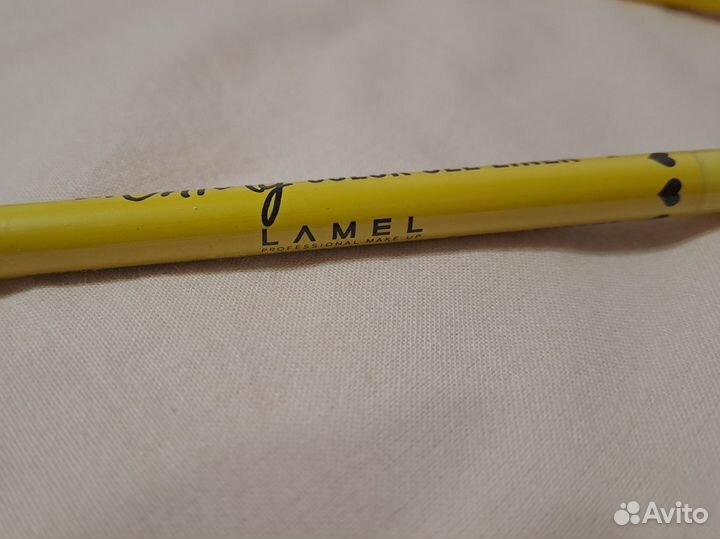 COLOR GEL LINER
LAMEL
PROFESSIONAL MAKE UP
Avito